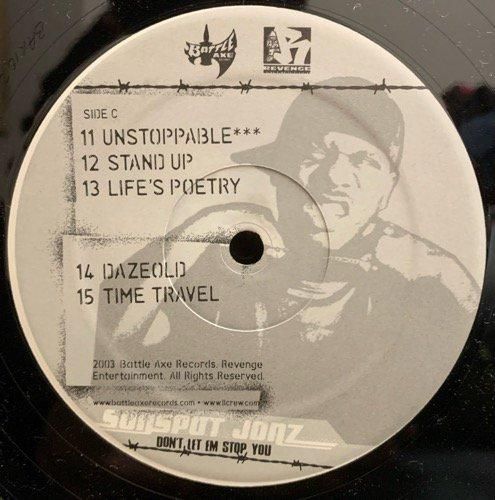 BATTLE AXE
REVENGE
SIDE C
11 UNSTOPPABLE***
12 STAND UP
13 LIFE'S POETRY
14 DAZEOLD
15 TIME TRAVEL
2003 Battle Axe Records. Revenge
Entertainment. All Rights Reserved.
www.battleaxerecords.com • www.llcrew.com
SUNSPOT JONZ
DON'T LET EM STOP YOU